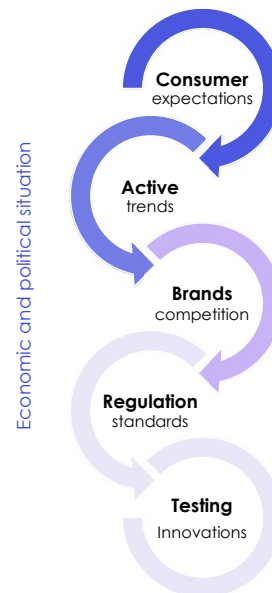 Economic and political situation
Consumer
expectations
Active
trends
Brands
competition
Regulation
standards
Testing
Innovations